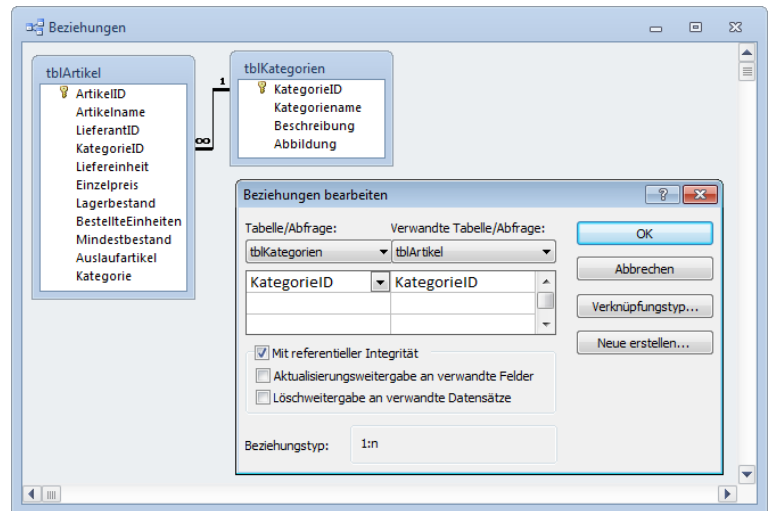 Beziehungen
tblArtikel
ArtikelID
Artikelname
LieferantID
KategorieID
Liefereinheit
Einzelpreis
Lagerbestand
BestellteEinheiten
Mindestbestand
Auslaufartikel
Kategorie
1
∞
tblKategorien
KategorieID
Kategoriename
Beschreibung
Abbildung
Beziehungen bearbeiten
Tabelle/Abfrage: Verwandte Tabelle/Abfrage:
tblKategorien tblArtikel
KategorieID KategorieID
Mit referentieller Integrität
Aktualisierungsweitergabe an verwandte Felder
Löschweitergabe an verwandte Datensätze
Beziehungstyp: 1:n
OK
Abbrechen
Verknüpfungstyp...
Neue erstellen...